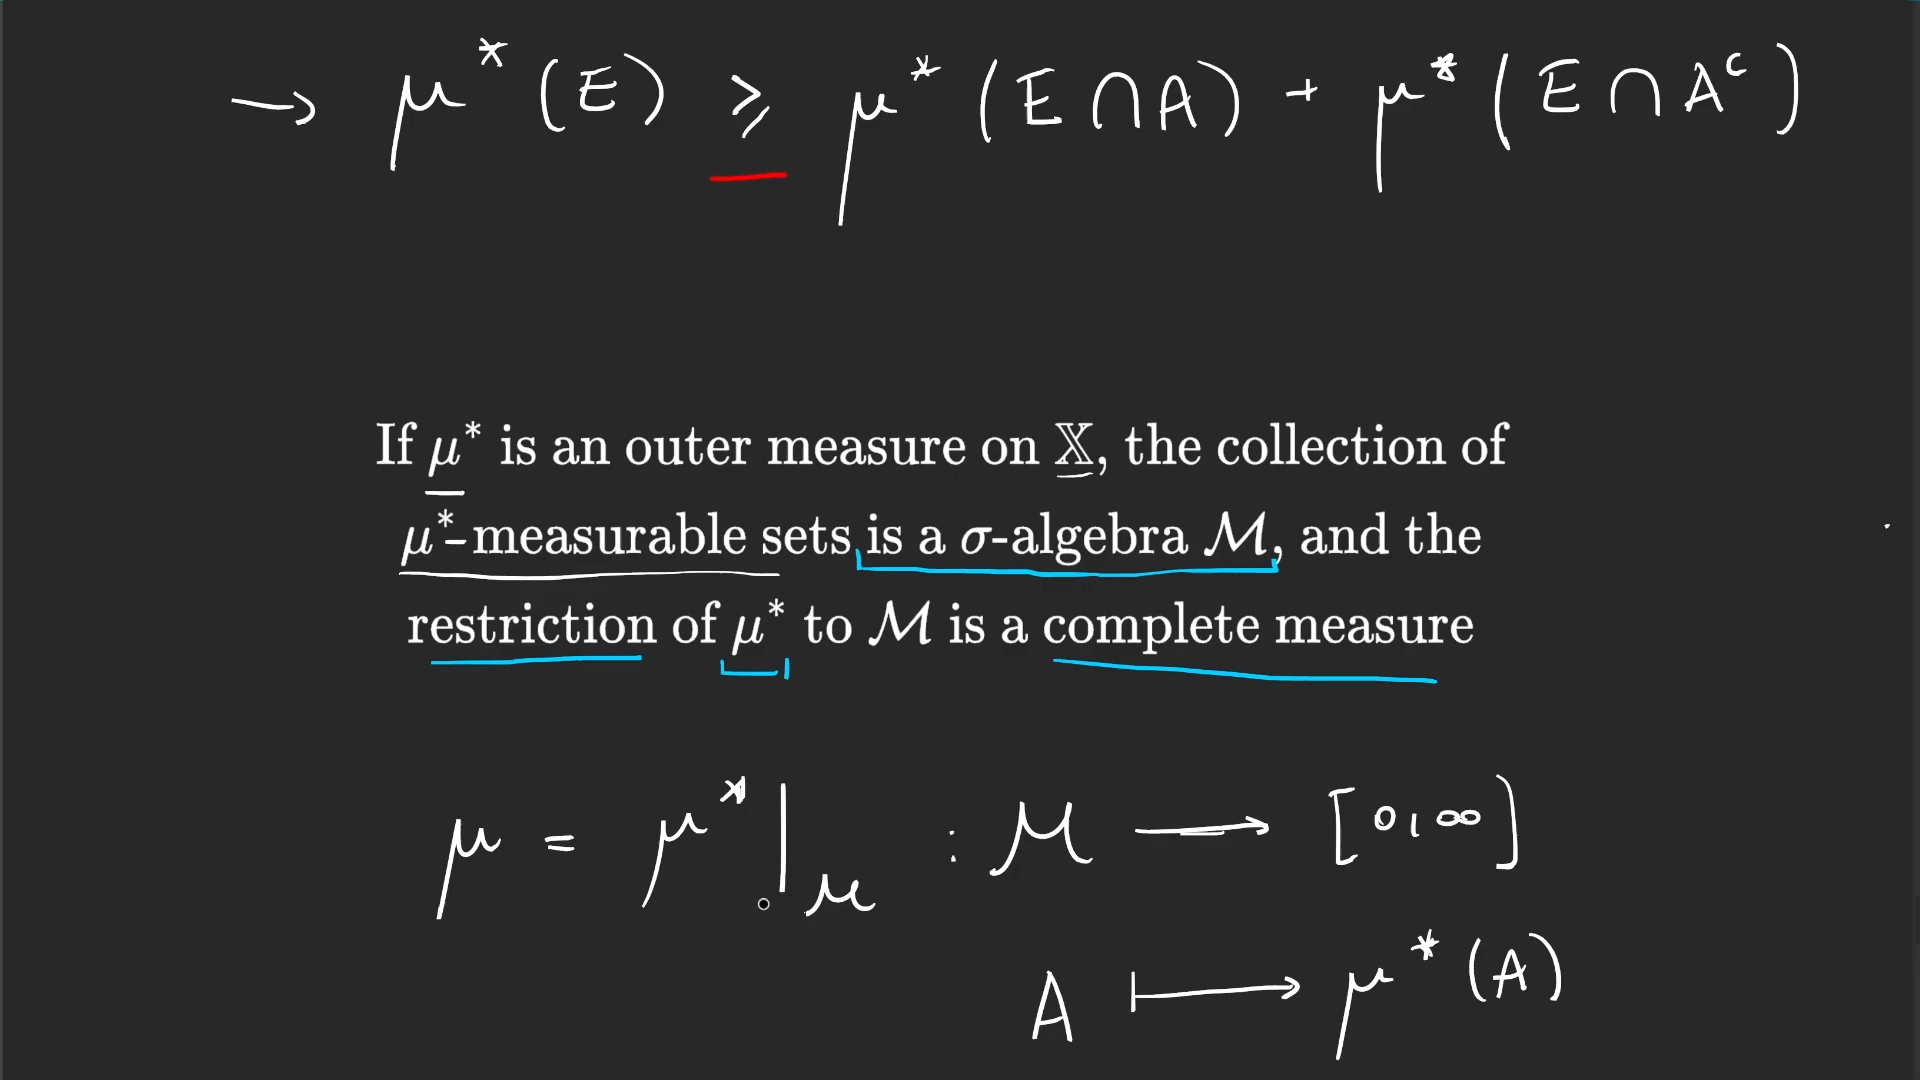 → μ*(E) ≥ μ*(E ∩ A) + μ*(E ∩ Aᶜ)
If μ* is an outer measure on 𝕏, the collection of
μ*-measurable sets is a σ-algebra ℳ, and the
restriction of μ* to ℳ is a complete measure
μ = μ*|ℳ : ℳ ⟶ [0,∞]
A ⟼ μ*(A)